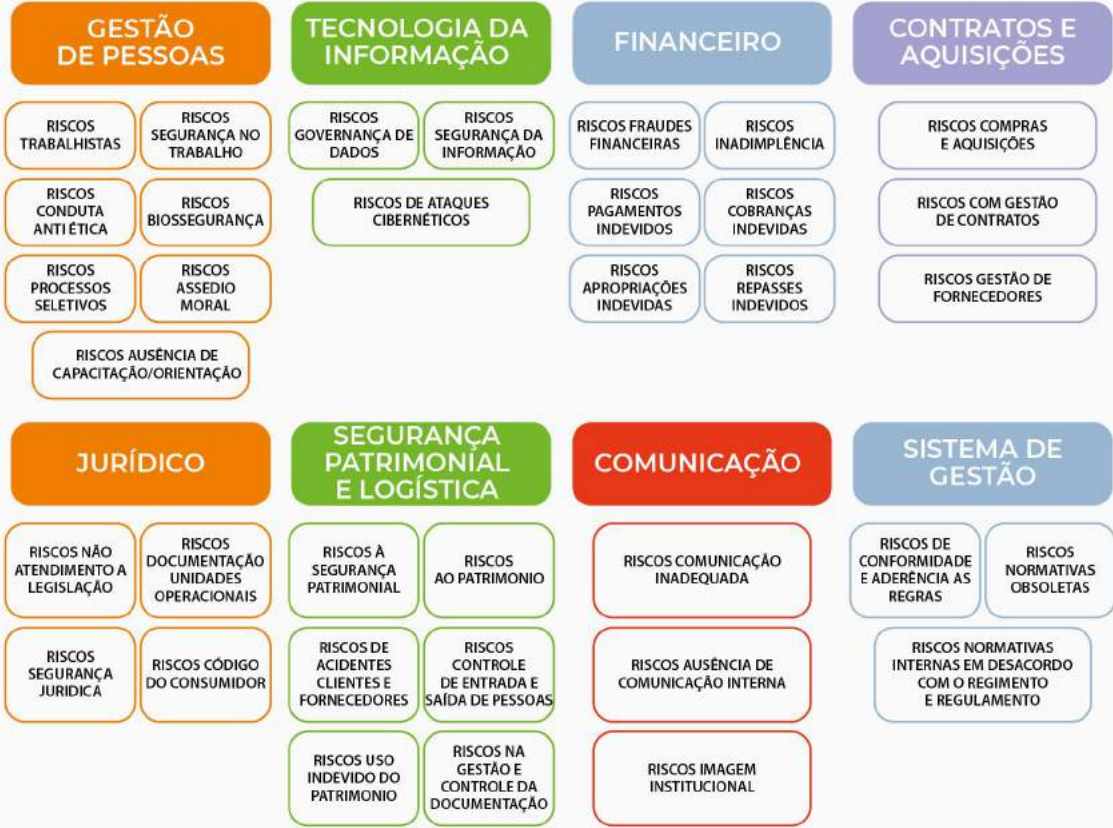 GESTÃO
DE PESSOAS
RISCOS
TRABALHISTAS
RISCOS
SEGURANÇA NO
TRABALHO
RISCOS
CONDUTA
ANTI ÉTICA
RISCOS
BIOSSEGURANÇA
RISCOS
PROCESSOS
SELETIVOS
RISCOS
ASSEDIO
MORAL
RISCOS AUSÊNCIA DE
CAPACITAÇÃO/ORIENTAÇÃO
TECNOLOGIA DA
INFORMAÇÃO
RISCOS
GOVERNANÇA DE
DADOS
RISCOS
SEGURANÇA DA
INFORMAÇÃO
RISCOS DE ATAQUES
CIBERNÉTICOS
FINANCEIRO
RISCOS FRAUDES
FINANCEIRAS
RISCOS
INADIMPLÊNCIA
RISCOS
PAGAMENTOS
INDEVIDOS
RISCOS
COBRANÇAS
INDEVIDAS
RISCOS
APROPRIAÇÕES
INDEVIDAS
RISCOS
REPASSES
INDEVIDOS
CONTRATOS E
AQUISIÇÕES
RISCOS COMPRAS
E AQUISIÇÕES
RISCOS COM GESTÃO
DE CONTRATOS
RISCOS GESTÃO DE
FORNECEDORES
JURÍDICO
RISCOS NÃO
ATENDIMENTO A
LEGISLAÇÃO
RISCOS
DOCUMENTAÇÃO
UNIDADES
OPERACIONAIS
RISCOS
SEGURANÇA
JURIDICA
RISCOS CÓDIGO
DO CONSUMIDOR
SEGURANÇA
PATRIMONIAL
E LOGÍSTICA
RISCOS À
SEGURANÇA
PATRIMONIAL
RISCOS
AO PATRIMONIO
RISCOS DE
ACIDENTES
CLIENTES E
FORNECEDORES
RISCOS
CONTROLE
DE ENTRADA E
SAÍDA DE PESSOAS
RISCOS USO
INDEVIDO DO
PATRIMONIO
RISCOS NA
GESTÃO E
CONTROLE DA
DOCUMENTAÇÃO
COMUNICAÇÃO
RISCOS COMUNICAÇÃO
INADEQUADA
RISCOS AUSÊNCIA DE
COMUNICAÇÃO INTERNA
RISCOS IMAGEM
INSTITUCIONAL
SISTEMA DE
GESTÃO
RISCOS DE
CONFORMIDADE
E ADERÊNCIA AS
REGRAS
RISCOS
NORMATIVAS
OBSOLETAS
RISCOS NORMATIVAS
INTERNAS EM DESACORDO
COM O REGIMENTO
E REGULAMENTO